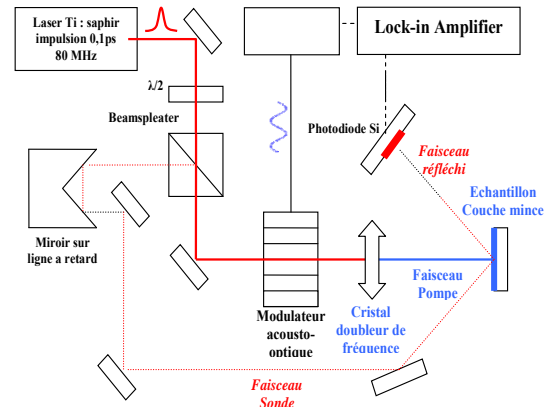 Laser Ti : saphir
impulsion 0,1ps
80 MHz
Lock-in Amplifier
λ/2
Beamspleater
Photodiode Si
Faisceau
réfléchi
Echantillon
Couche mince
Miroir sur
ligne a retard
Faisceau
Pompe
Modulateur
acousto-
optique
Cristal
doubleur de
fréquence
Faisceau
Sonde